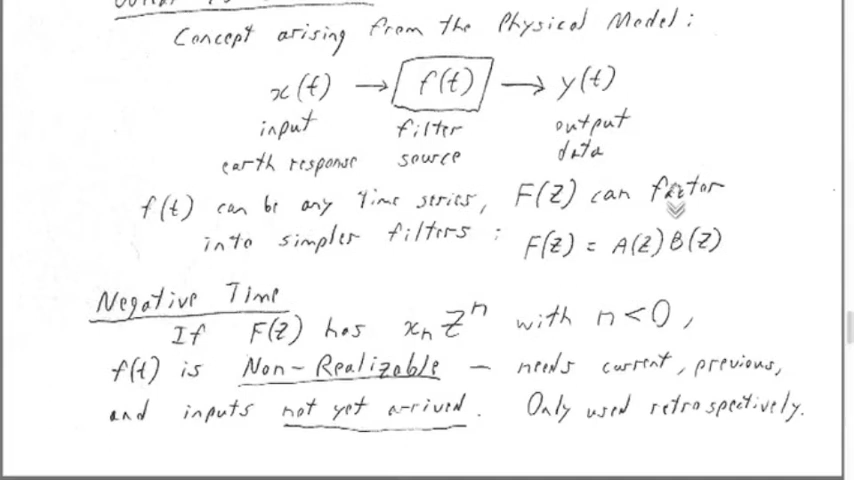 Concept arising from the Physical Model:
x(t) → f(t) → y(t)
input filter output
earth response source data
f(t) can be any time series, F(Z) can factor
into simpler filters : F(Z) = A(Z) B(Z)
Negative Time
If F(Z) has xₙ Zⁿ with n < 0,
f(t) is Non-Realizable – needs current, previous,
and inputs not yet arrived. Only used retrospectively.